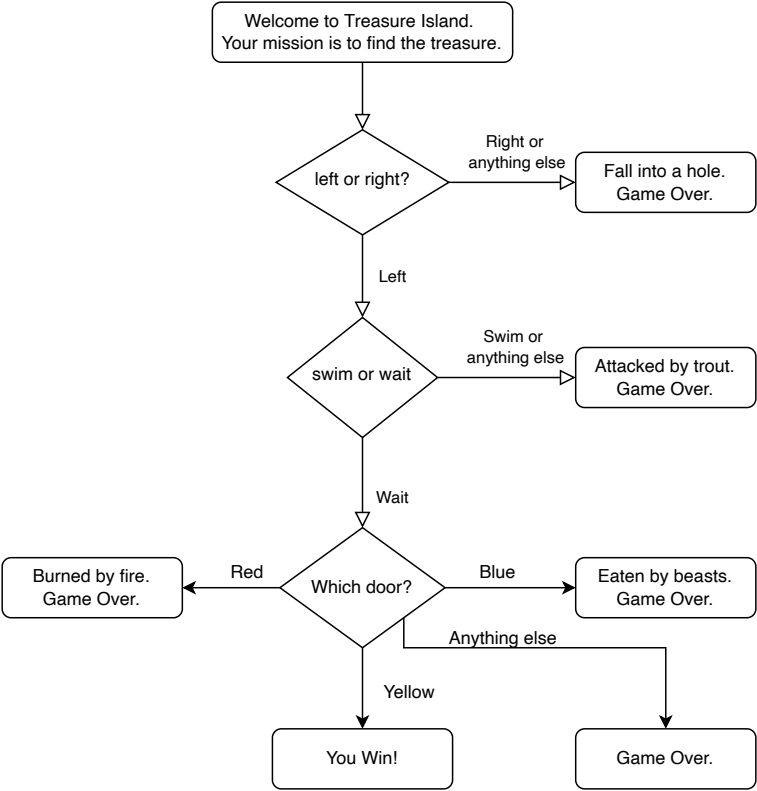 Welcome to Treasure Island.
Your mission is to find the treasure.
left or right?
Right or
anything else
Fall into a hole.
Game Over.
Left
swim or wait
Swim or
anything else
Attacked by trout.
Game Over.
Wait
Which door?
Red
Burned by fire.
Game Over.
Blue
Eaten by beasts.
Game Over.
Anything else
Yellow
You Win!
Game Over.